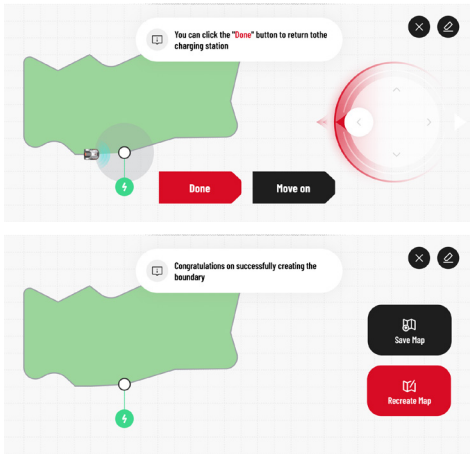 You can click the "Done" button to return tothe
charging station
Done
Move on
Congratulations on successfully creating the
boundary
Save Map
Recreate Map